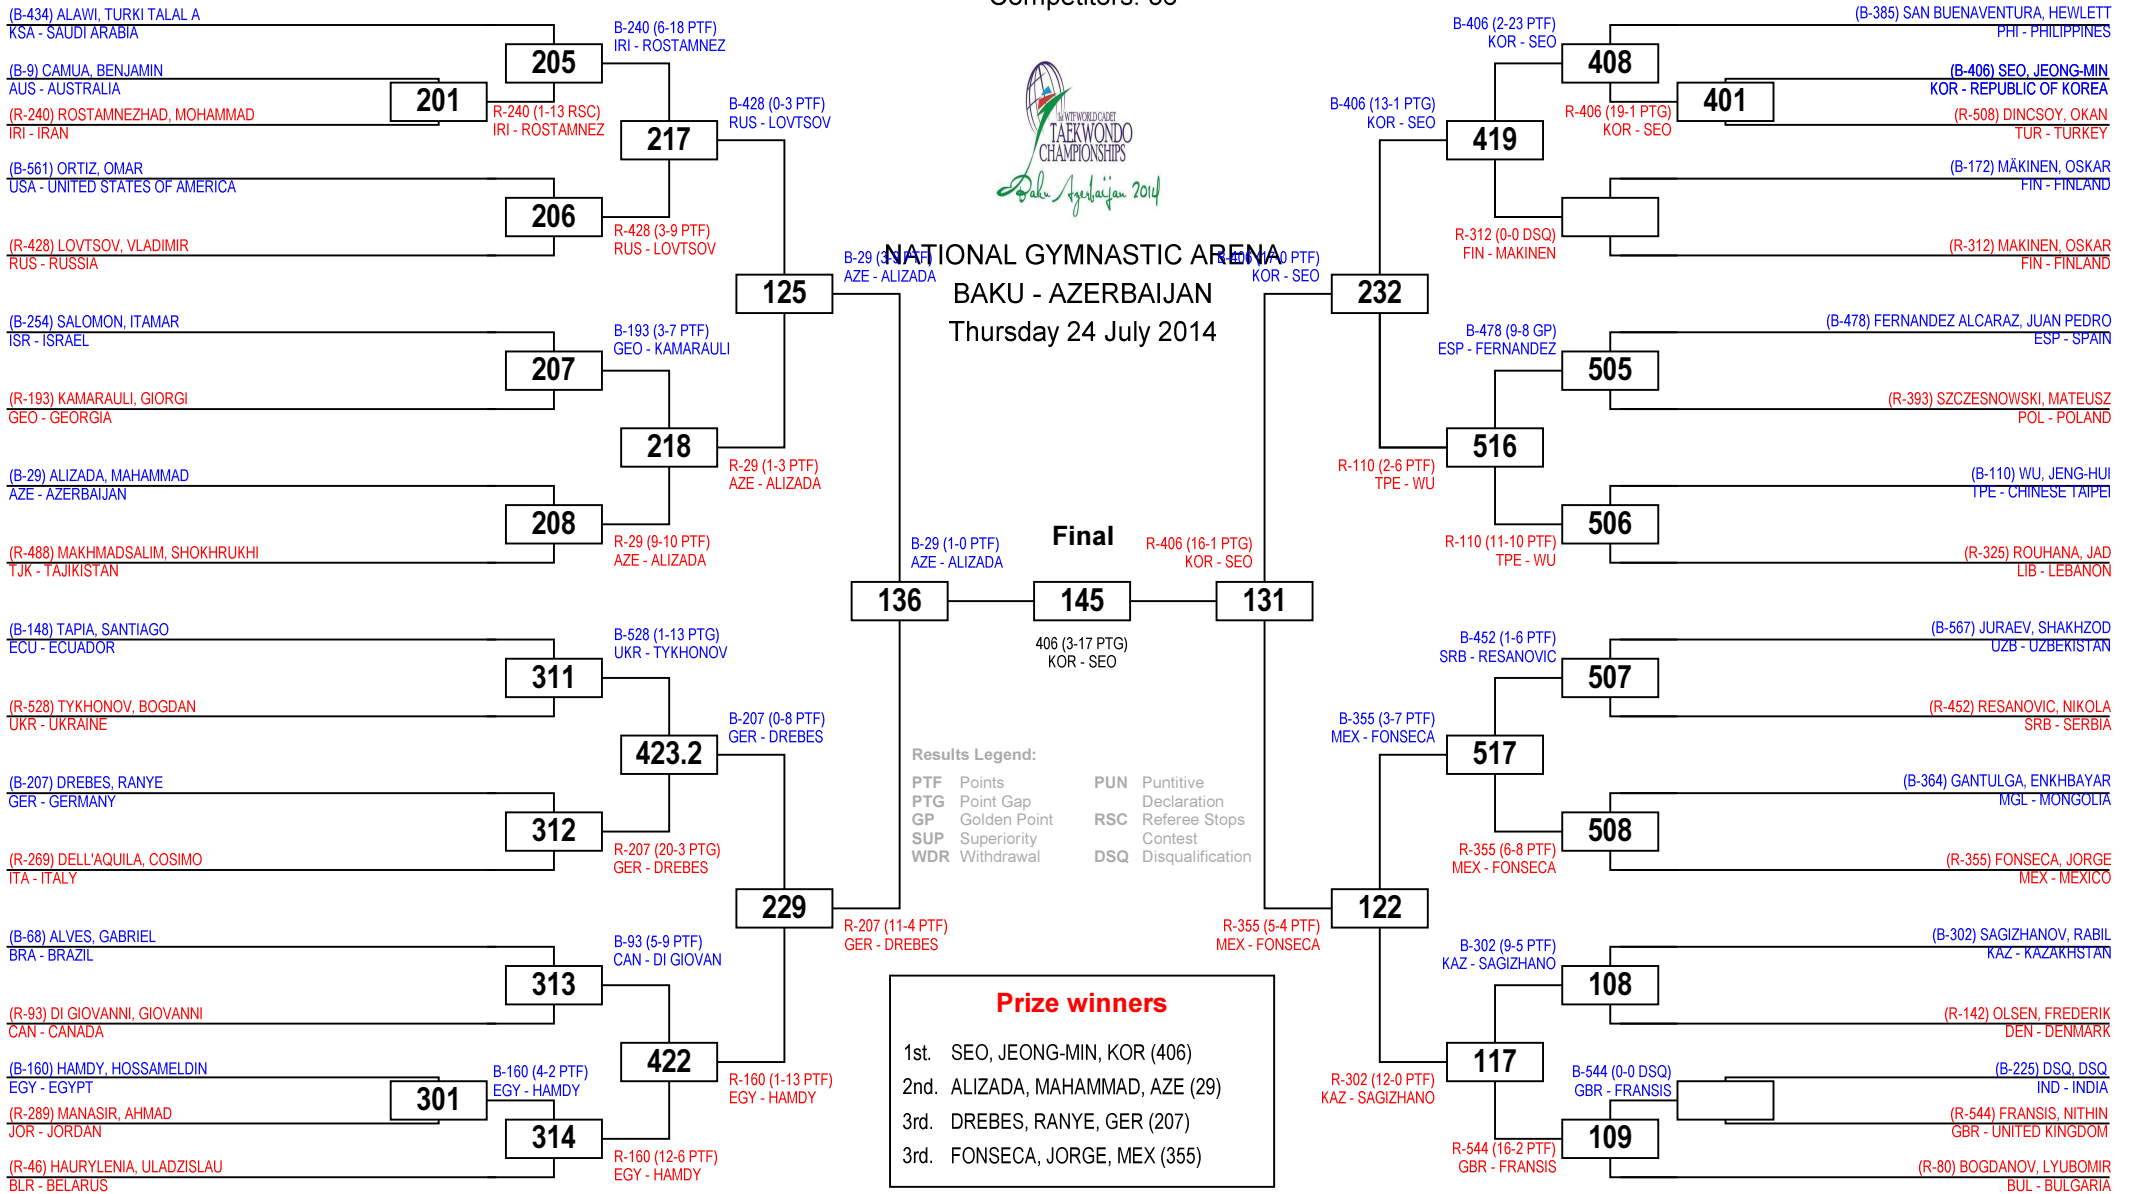 (B-434) ALAWI, TURKI TALAL A
KSA - SAUDI ARABIA
(B-9) CAMUA, BENJAMIN
AUS - AUSTRALIA
(R-240) ROSTAMNEZHAD, MOHAMMAD
IRI - IRAN
(B-561) ORTIZ, OMAR
USA - UNITED STATES OF AMERICA
(R-428) LOVTSOV, VLADIMIR
RUS - RUSSIA
(B-254) SALOMON, ITAMAR
ISR - ISRAEL
(R-193) KAMARAULI, GIORGI
GEO - GEORGIA
(B-29) ALIZADA, MAHAMMAD
AZE - AZERBAIJAN
(R-488) MAKHMADSALIM, SHOKHRUKHI
TJK - TAJIKISTAN
(B-148) TAPIA, SANTIAGO
ECU - ECUADOR
(R-528) TYKHONOV, BOGDAN
UKR - UKRAINE
(B-207) DREBES, RANYE
GER - GERMANY
(R-269) DELL'AQUILA, COSIMO
ITA - ITALY
(B-68) ALVES, GABRIEL
BRA - BRAZIL
(R-93) DI GIOVANNI, GIOVANNI
CAN - CANADA
(B-160) HAMDY, HOSSAMELDIN
EGY - EGYPT
(R-289) MANASIR, AHMAD
JOR - JORDAN
(R-46) HAURYLENIA, ULADZISLAU
BLR - BELARUS
201
R-240 (1-13 RSC)
IRI - ROSTAMNEZ
301
B-160 (4-2 PTF)
EGY - HAMDY
205
B-240 (6-18 PTF)
IRI - ROSTAMNEZ
206
R-428 (3-9 PTF)
RUS - LOVTSOV
207
B-193 (3-7 PTF)
GEO - KAMARAULI
208
R-29 (9-10 PTF)
AZE - ALIZADA
311
B-528 (1-13 PTG)
UKR - TYKHONOV
312
R-207 (20-3 PTG)
GER - DREBES
313
B-93 (5-9 PTF)
CAN - DI GIOVAN
314
R-160 (12-6 PTF)
EGY - HAMDY
217
B-428 (0-3 PTF)
RUS - LOVTSOV
218
R-29 (1-3 PTF)
AZE - ALIZADA
423.2
B-207 (0-8 PTF)
GER - DREBES
422
R-160 (1-13 PTF)
EGY - HAMDY
125
B-29 (3-
AZE - ALIZADA
229
R-207 (11-4 PTF)
GER - DREBES
136
B-29 (1-0 PTF)
AZE - ALIZADA
Competitors:
1st WTF WORLD CADET
TAEKWONDO
CHAMPIONSHIPS
Baku Azerbaijan 2014
NATIONAL GYMNASTIC ARENA
BAKU - AZERBAIJAN
Thursday 24 July 2014
Final
145
406 (3-17 PTG)
KOR - SEO
Results Legend:
PTF Points
PTG Point Gap
GP Golden Point
SUP Superiority
WDR Withdrawal
PUN Puntitive
Declaration
RSC Referee Stops
Contest
DSQ Disqualification
Prize winners
1st. SEO, JEONG-MIN, KOR (406)
2nd. ALIZADA, MAHAMMAD, AZE (29)
3rd. DREBES, RANYE, GER (207)
3rd. FONSECA, JORGE, MEX (355)
R-406 (16-1 PTG)
KOR - SEO
131
B-406 PTF)
KOR - SEO
232
R-355 (5-4 PTF)
MEX - FONSECA
122
B-406 (13-1 PTG)
KOR - SEO
419
R-110 (2-6 PTF)
TPE - WU
516
B-355 (3-7 PTF)
MEX - FONSECA
517
R-302 (12-0 PTF)
KAZ - SAGIZHANO
117
B-406 (2-23 PTF)
KOR - SEO
408
R-312 (0-0 DSQ)
FIN - MAKINEN
B-478 (9-8 GP)
ESP - FERNANDEZ
505
R-110 (11-10 PTF)
TPE - WU
506
B-452 (1-6 PTF)
SRB - RESANOVIC
507
R-355 (6-8 PTF)
MEX - FONSECA
508
B-302 (9-5 PTF)
KAZ - SAGIZHANO
108
R-544 (16-2 PTF)
GBR - FRANSIS
109
R-406 (19-1 PTG)
KOR - SEO
401
B-544 (0-0 DSQ)
GBR - FRANSIS
(B-385) SAN BUENAVENTURA, HEWLETT
PHI - PHILIPPINES
(B-406) SEO, JEONG-MIN
KOR - REPUBLIC OF KOREA
(R-508) DINCSOY, OKAN
TUR - TURKEY
(B-172) MÄKINEN, OSKAR
FIN - FINLAND
(R-312) MAKINEN, OSKAR
FIN - FINLAND
(B-478) FERNANDEZ ALCARAZ, JUAN PEDRO
ESP - SPAIN
(R-393) SZCZESNOWSKI, MATEUSZ
POL - POLAND
(B-110) WU, JENG-HUI
TPE - CHINESE TAIPEI
(R-325) ROUHANA, JAD
LIB - LEBANON
(B-567) JURAEV, SHAKHZOD
UZB - UZBEKISTAN
(R-452) RESANOVIC, NIKOLA
SRB - SERBIA
(B-364) GANTULGA, ENKHBAYAR
MGL - MONGOLIA
(R-355) FONSECA, JORGE
MEX - MEXICO
(B-302) SAGIZHANOV, RABIL
KAZ - KAZAKHSTAN
(R-142) OLSEN, FREDERIK
DEN - DENMARK
(B-225) DSQ, DSQ
IND - INDIA
(R-544) FRANSIS, NITHIN
GBR - UNITED KINGDOM
(R-80) BOGDANOV, LYUBOMIR
BUL - BULGARIA